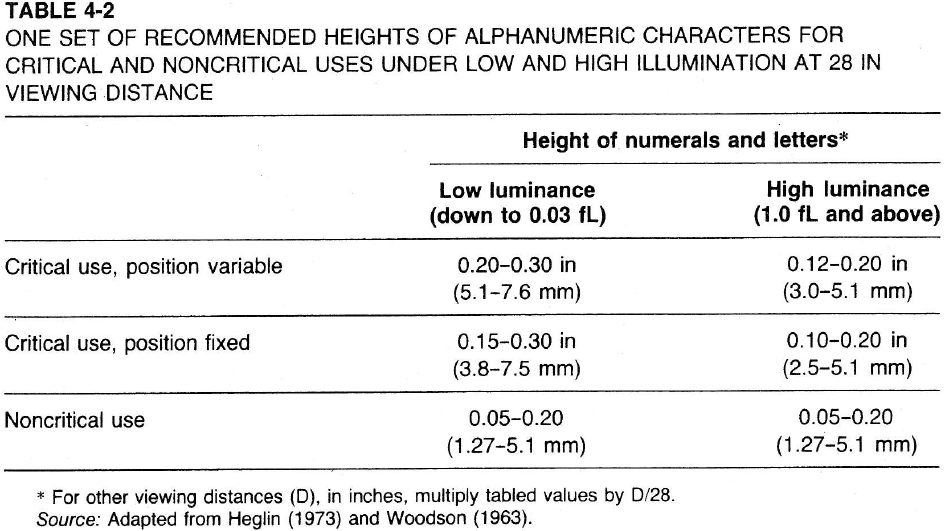 TABLE 4-2
ONE SET OF RECOMMENDED HEIGHTS OF ALPHANUMERIC CHARACTERS FOR
CRITICAL AND NONCRITICAL USES UNDER LOW AND HIGH ILLUMINATION AT 28 IN
VIEWING DISTANCE
Height of numerals and letters*
Low luminance High luminance
(down to 0.03 fL) (1.0 fL and above)
Critical use, position variable 0.20–0.30 in 0.12–0.20 in
(5.1–7.6 mm) (3.0–5.1 mm)
Critical use, position fixed 0.15–0.30 in 0.10–0.20 in
(3.8–7.5 mm) (2.5–5.1 mm)
Noncritical use 0.05–0.20 0.05–0.20
(1.27–5.1 mm) (1.27–5.1 mm)
* For other viewing distances (D), in inches, multiply tabled values by D/28.
Source: Adapted from Heglin (1973) and Woodson (1963).